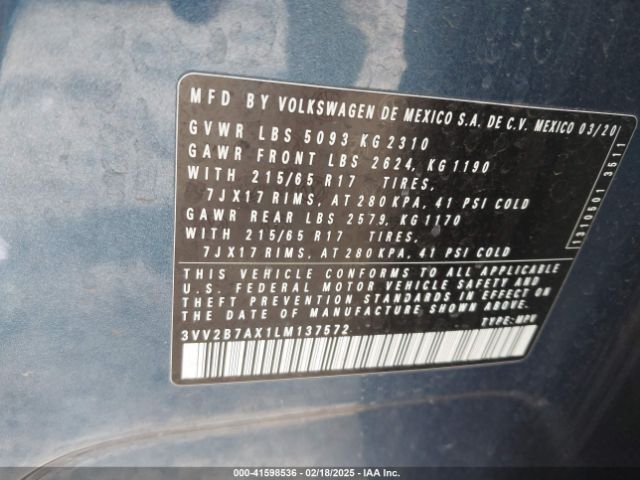 MFD BY VOLKSWAGEN DE MEXICO S.A. DE C.V. MEXICO 03/20
GVWR LBS 5093 KG 2310
GAWR FRONT LBS 2624, KG 1190
WITH 215/65 R17 TIRES,
7JX17 RIMS, AT 280 KPA, 41 PSI COLD
GAWR REAR LBS 2579, KG 1170
WITH 215/65 R17 TIRES,
7JX17 RIMS, AT 280 KPA, 41 PSI COLD
THIS VEHICLE CONFORMS TO ALL APPLICABLE
U.S. FEDERAL MOTOR VEHICLE SAFETY AND
THEFT PREVENTION STANDARDS IN EFFECT ON
THE DATE OF MANUFACTURE SHOWN ABOVE.
3VV2B7AX1LM137572 TYPE: MPV
1310501 3511
000-41598536 - 02/18/2025 - IAA Inc.